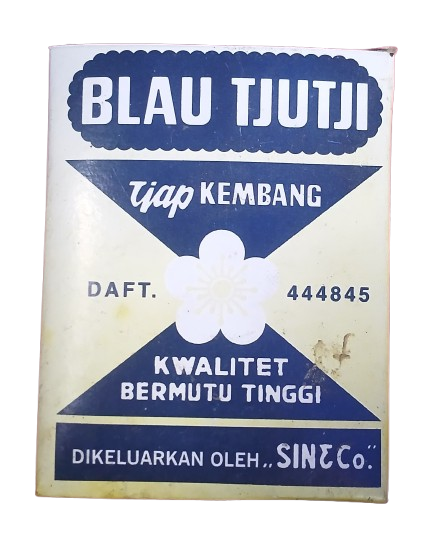 BLAU TJUTJI
Tjap KEMBANG
DAFT. 444845
KWALITET
BERMUTU TINGGI
DIKELUARKAN OLEH „SIN & Co.”